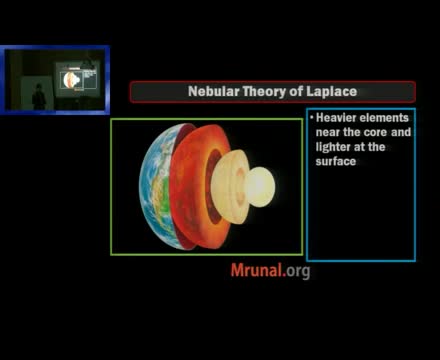 Nebular Theory of Laplace
• Heavier elements
near the core and
lighter at the
surface
Mrunal.org